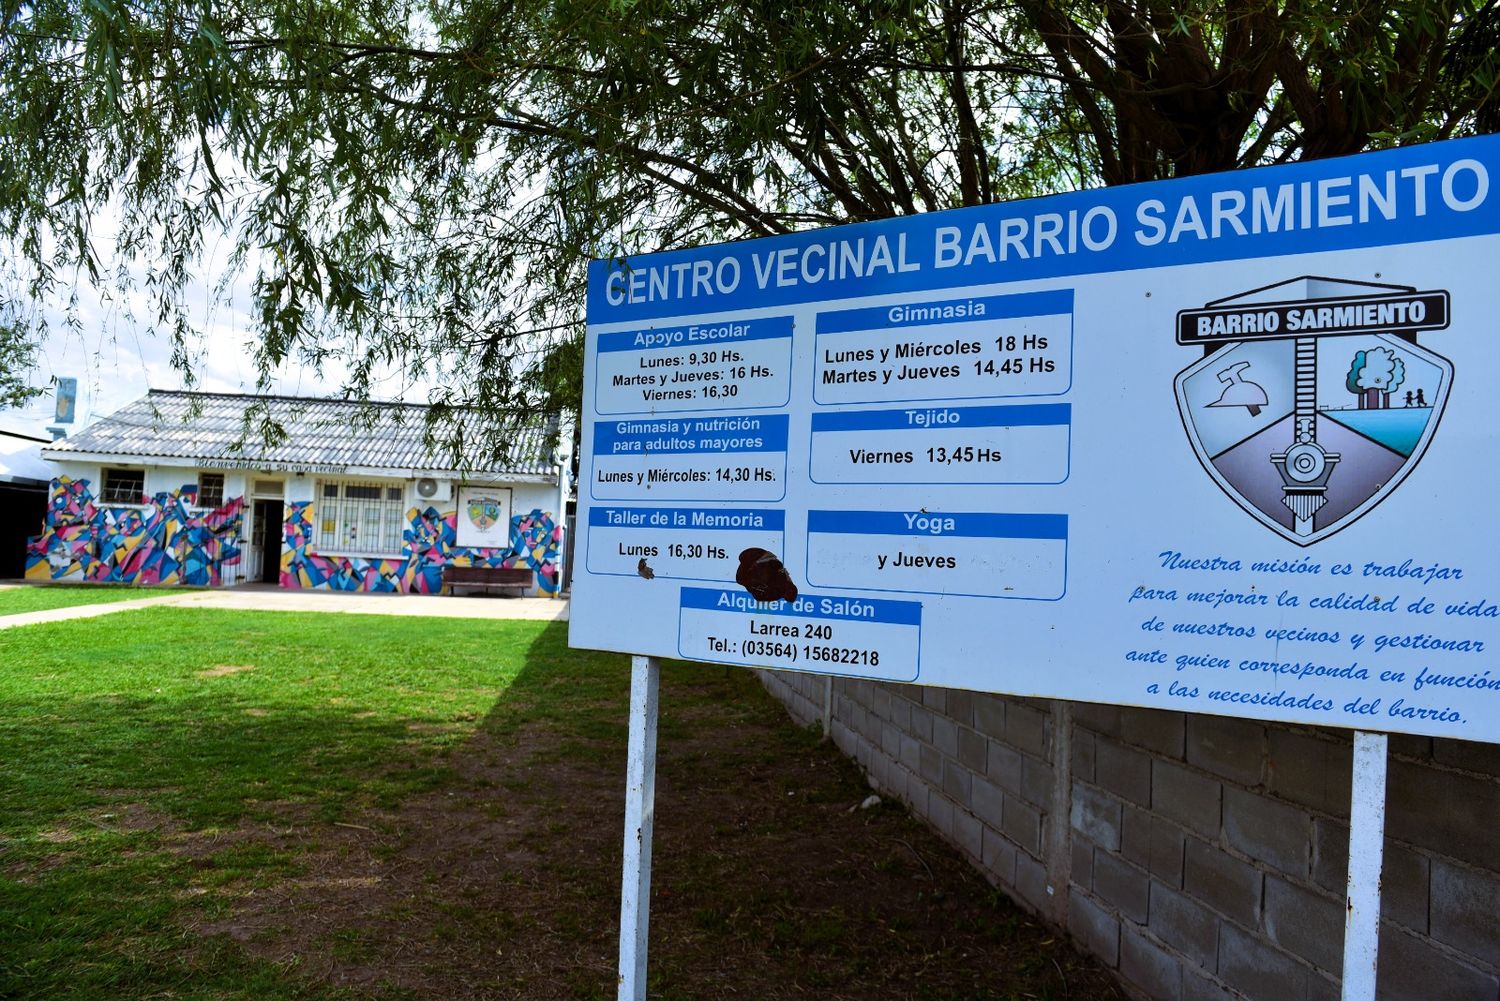 CENTRO VECINAL BARRIO SARMIENTO
Apoyo Escolar
Lunes: 9,30 Hs.
Martes y Jueves: 16 Hs.
Viernes: 16,30
Gimnasia y nutrición
para adultos mayores
Lunes y Miércoles: 14,30 Hs.
Taller de la Memoria
Lunes 16,30 Hs.
Gimnasia
Lunes y Miércoles 18 Hs
Martes y Jueves 14,45 Hs
Tejido
Viernes 13,45 Hs
Yoga
y Jueves
Alquiler de Salón
Larrea 240
Tel.: (03564) 15682218
BARRIO SARMIENTO
Nuestra misión es trabajar
para mejorar la calidad de vida
de nuestros vecinos y gestionar
ante quien corresponda en función
a las necesidades del barrio.
Bienvenidos a su casa vecinal